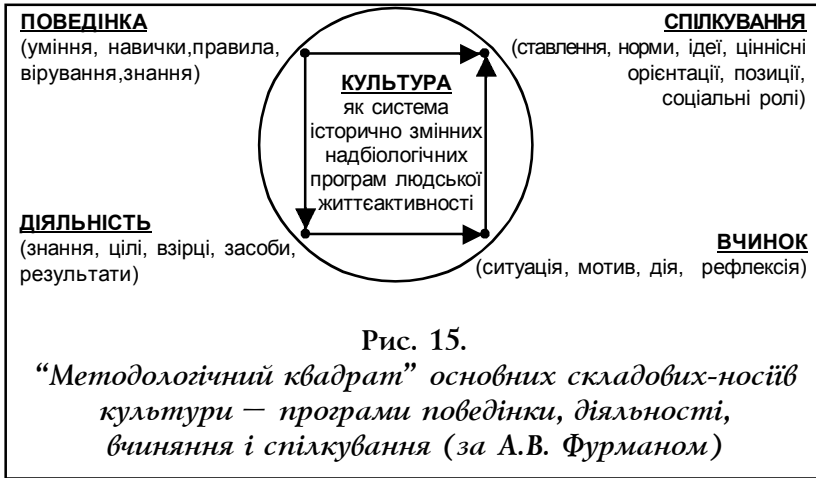 ПОВЕДІНКА
(уміння, навички,правила,
вірування,знання)
СПІЛКУВАННЯ
(ставлення, норми, ідеї, ціннісні
орієнтації, позиції,
соціальні ролі)
КУЛЬТУРА
як система
історично змінних
надбіологічних
програм людської
життєактивності
ДІЯЛЬНІСТЬ
(знання, цілі, взірці, засоби,
результати)
ВЧИНОК
(ситуація, мотив, дія, рефлексія)
Рис. 15.
“Методологічний квадрат” основних складових-носіїв
культури — програми поведінки, діяльності,
вчиняння і спілкування (за А.В. Фурманом)